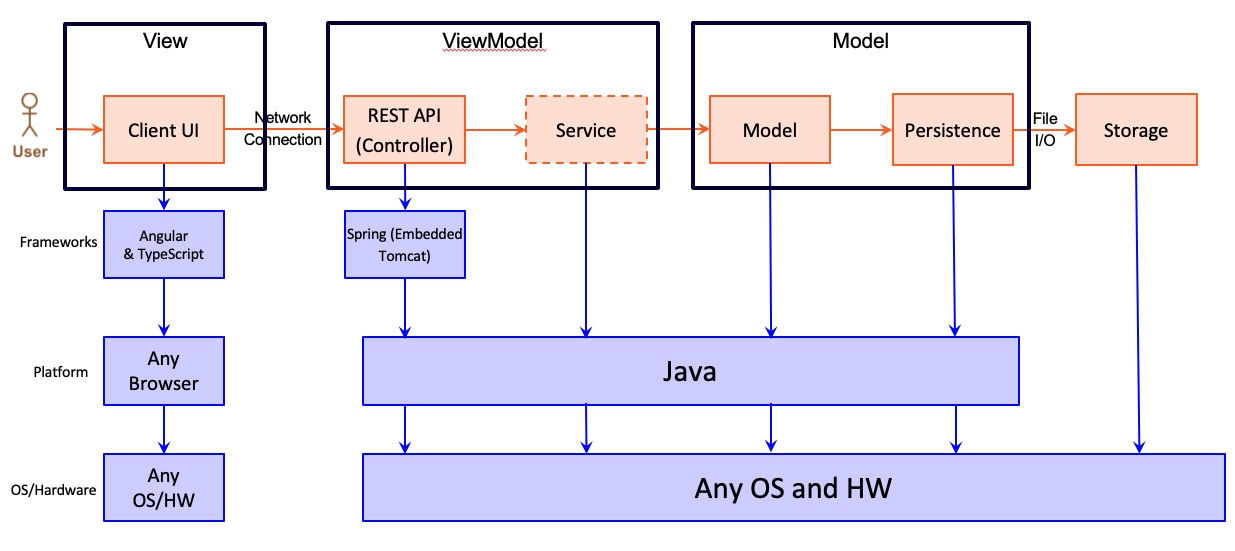 View
ViewModel
Model
User
Client UI
Network
Connection
REST API
(Controller)
Service
Model
Persistence
File
I/O
Storage
Frameworks
Angular
& TypeScript
Spring (Embedded
Tomcat)
Platform
Any
Browser
Java
OS/Hardware
Any
OS/HW
Any OS and HW